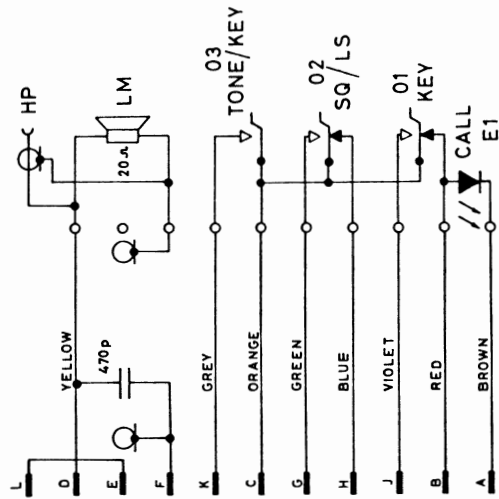 HP
LM
20Ω
03
TONE/KEY
02
SQ/LS
01
KEY
CALL
E1
YELLOW
470p
GREY
ORANGE
GREEN
BLUE
VIOLET
RED
BROWN
L
D
E
F
K
C
G
H
J
B
A